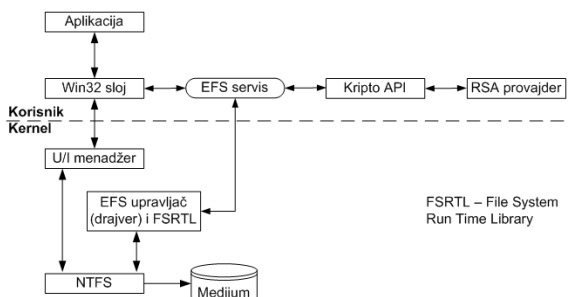 Aplikacija
Win32 sloj
EFS servis
Kripto API
RSA provajder
Korisnik
Kernel
U/I menadžer
EFS upravljač
(drajver) i FSRTL
FSRTL – File System
Run Time Library
NTFS
Medijum